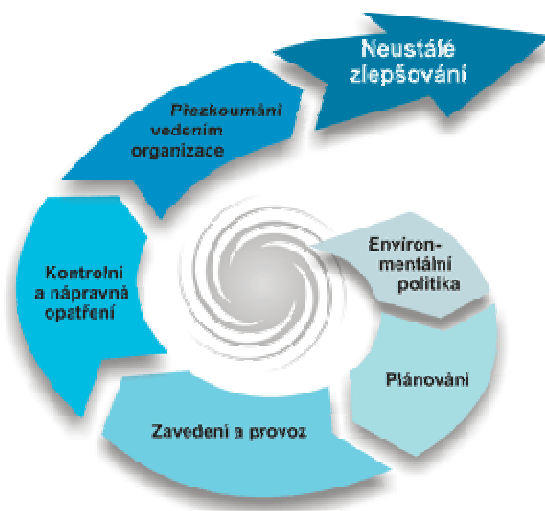 Neustálé
zlepšování
Přezkoumání
vedením
organizace
Environ-
mentální
politika
Kontrolní
a nápravná
opatření
Plánování
Zavedení a provoz